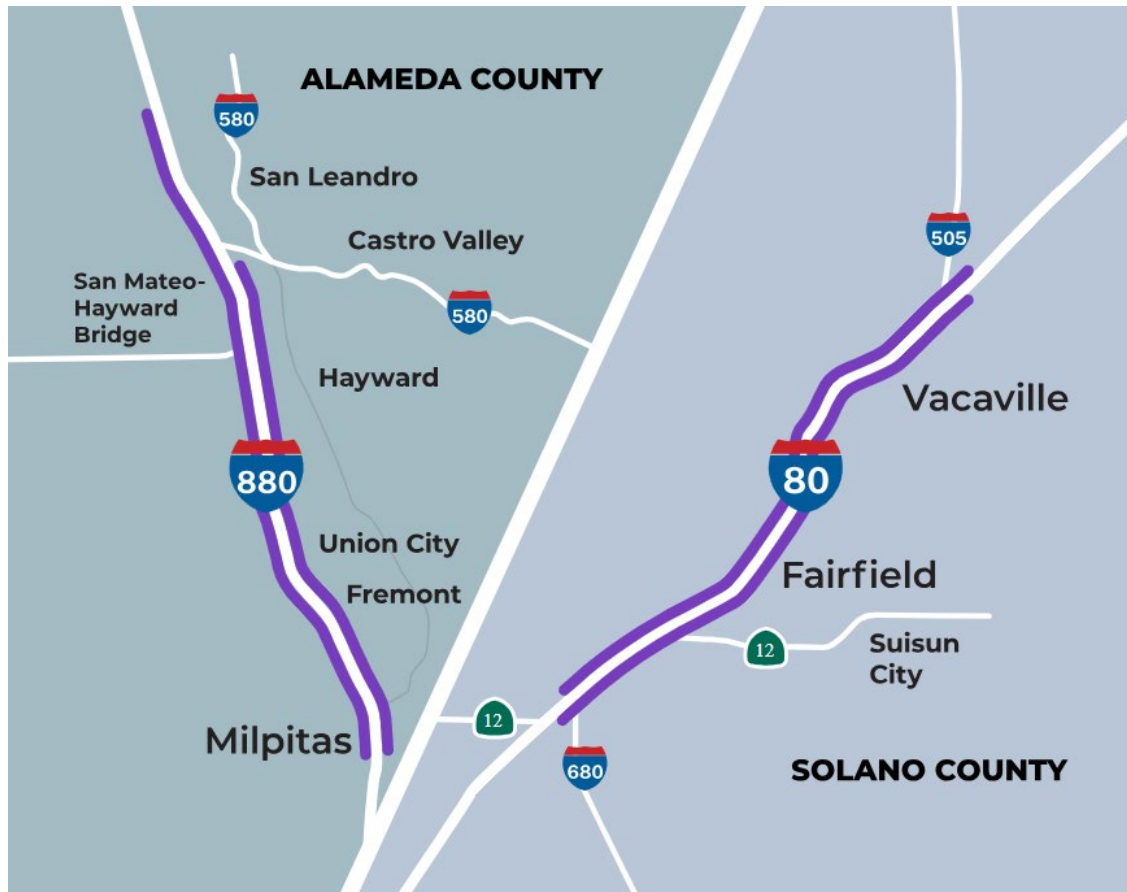 ALAMEDA COUNTY
580
San Leandro
Castro Valley
San Mateo-
Hayward
Bridge
580
Hayward
880
Union City
Fremont
Milpitas
505
Vacaville
80
Fairfield
12
Suisun
City
12
680
SOLANO COUNTY